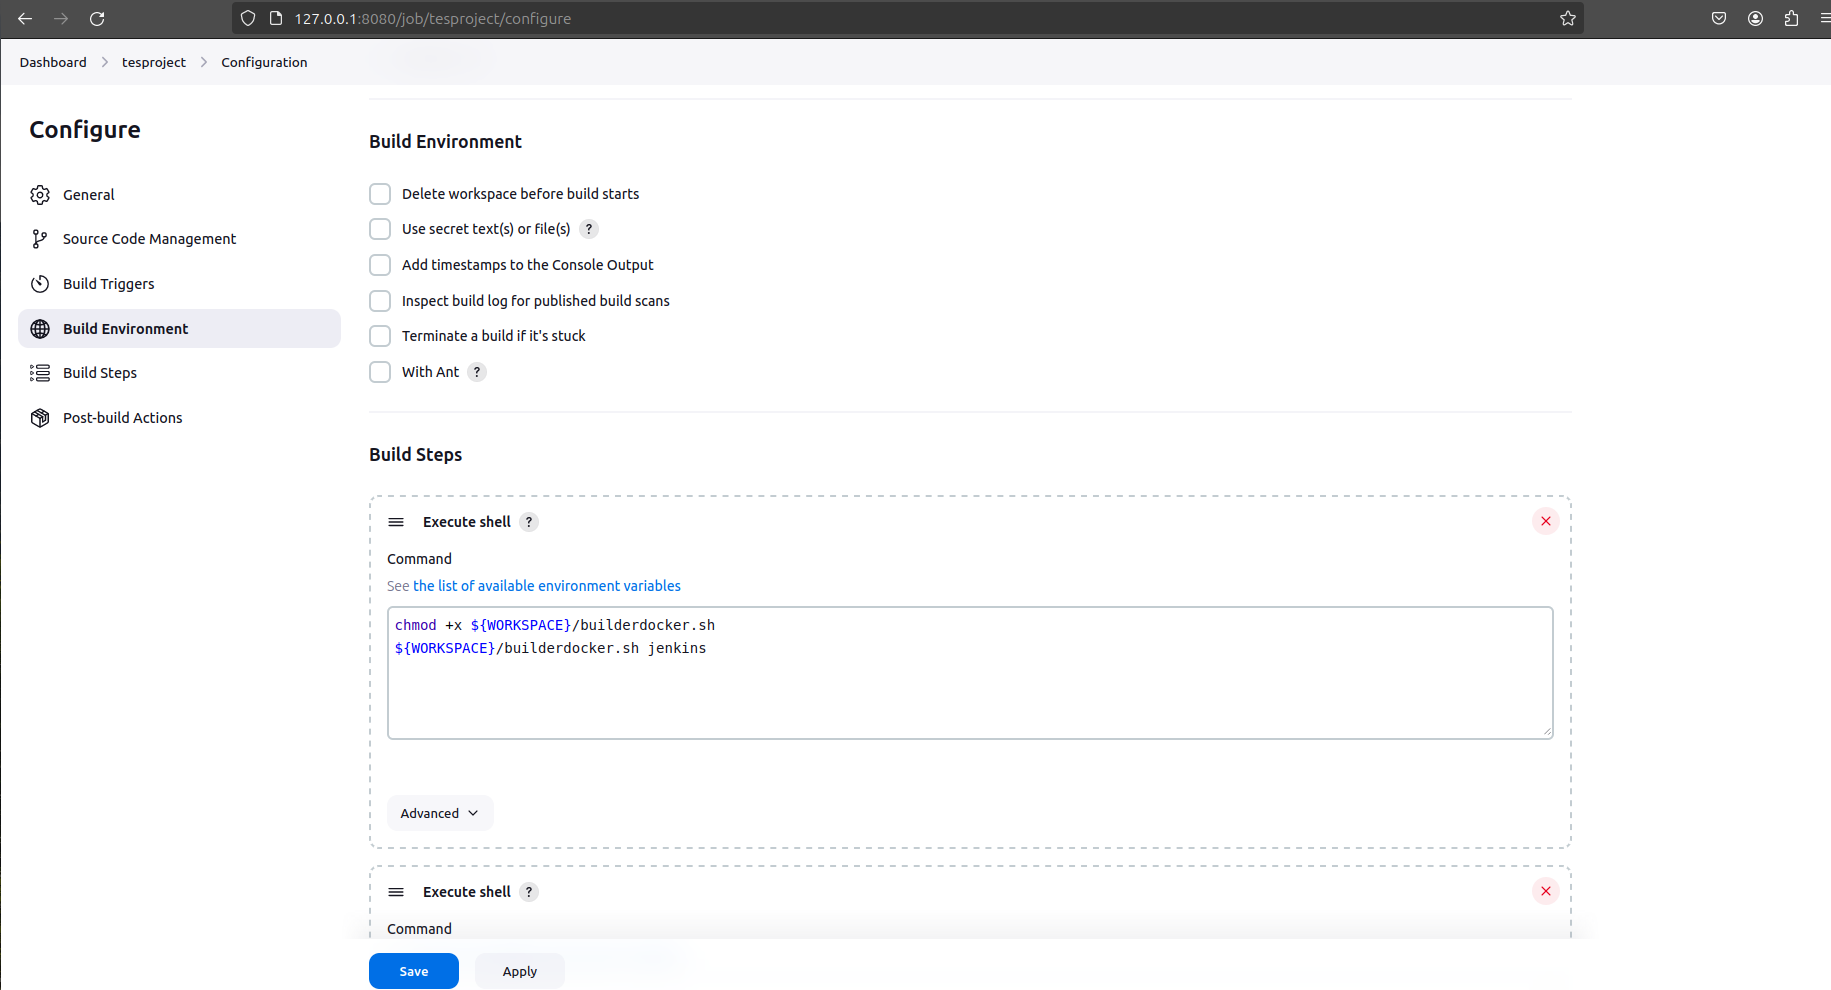 127.0.0.1:8080/job/tesproject/configure
Dashboard > tesproject > Configuration
Configure
General
Source Code Management
Build Triggers
Build Environment
Build Steps
Post-build Actions
Build Environment
Delete workspace before build starts
Use secret text(s) or file(s) ?
Add timestamps to the Console Output
Inspect build log for published build scans
Terminate a build if it's stuck
With Ant ?
Build Steps
Execute shell ?
Command
See the list of available environment variables
chmod +x ${WORKSPACE}/builderdocker.sh
${WORKSPACE}/builderdocker.sh jenkins
Advanced
Execute shell ?
Command
Save
Apply